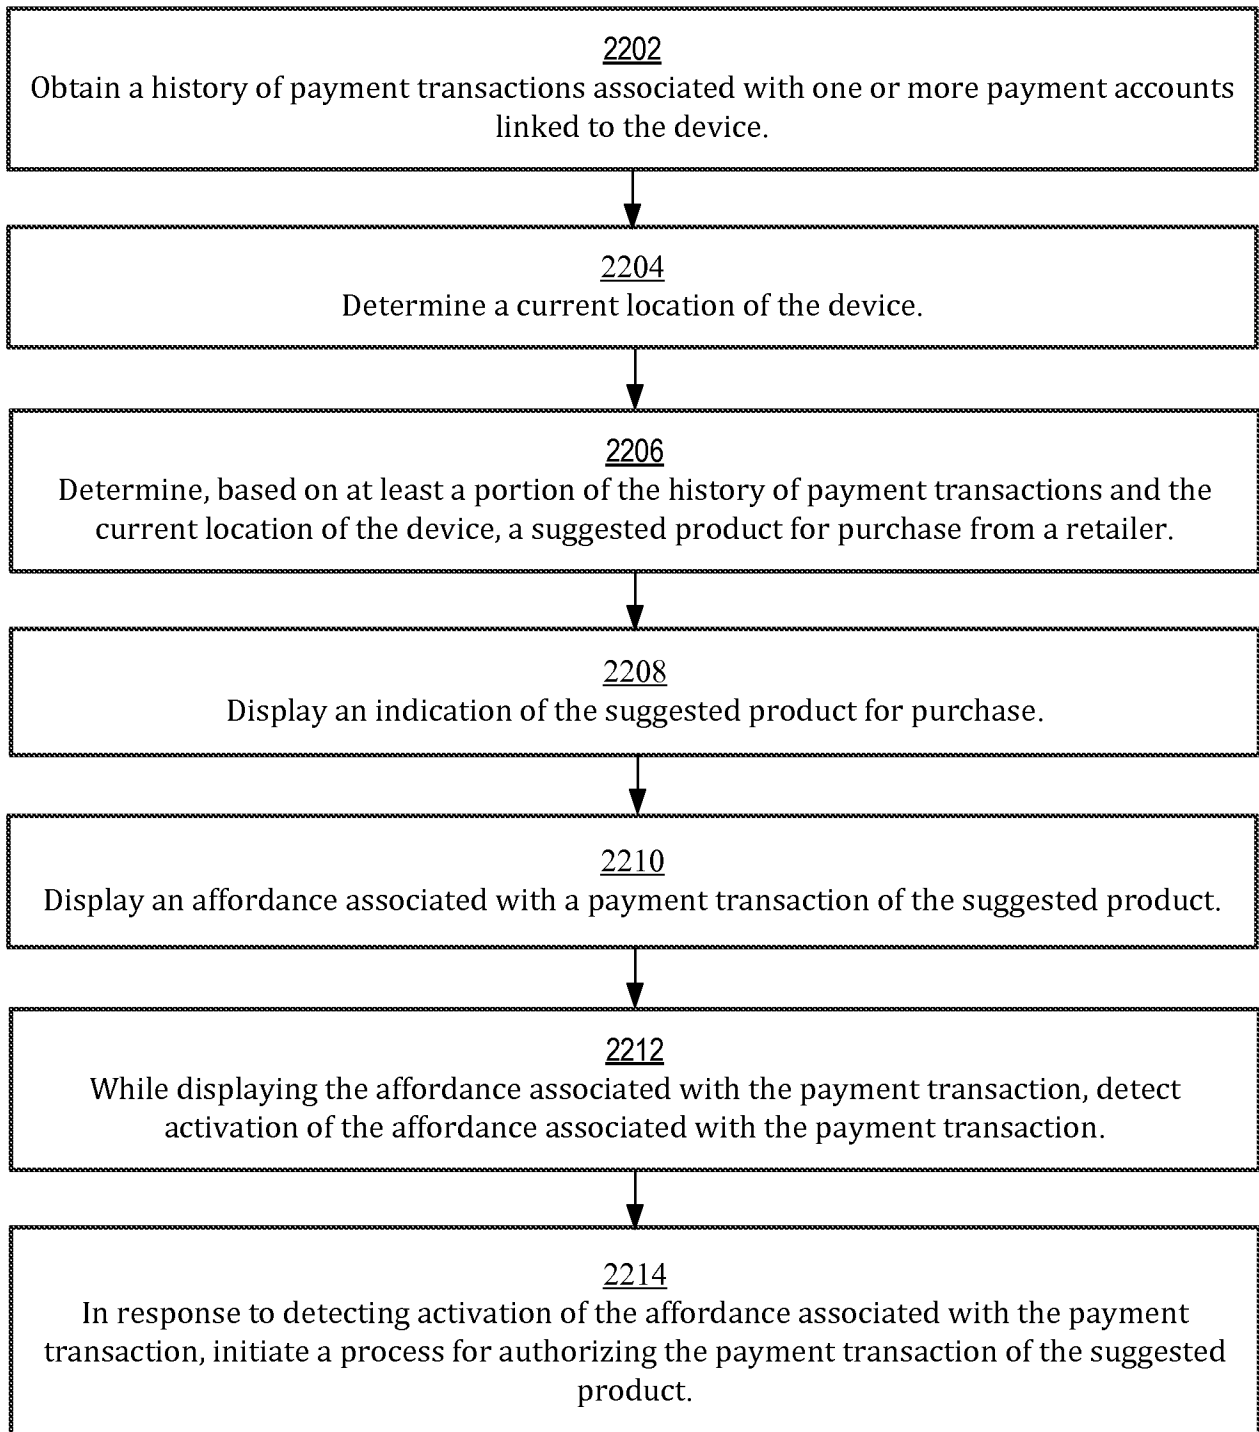 2202
Obtain a history of payment transactions associated with one or more payment accounts
linked to the device.
2204
Determine a current location of the device.
2206
Determine, based on at least a portion of the history of payment transactions and the
current location of the device, a suggested product for purchase from a retailer.
2208
Display an indication of the suggested product for purchase.
2210
Display an affordance associated with a payment transaction of the suggested product.
2212
While displaying the affordance associated with the payment transaction, detect
activation of the affordance associated with the payment transaction.
2214
In response to detecting activation of the affordance associated with the payment
transaction, initiate a process for authorizing the payment transaction of the suggested
product.